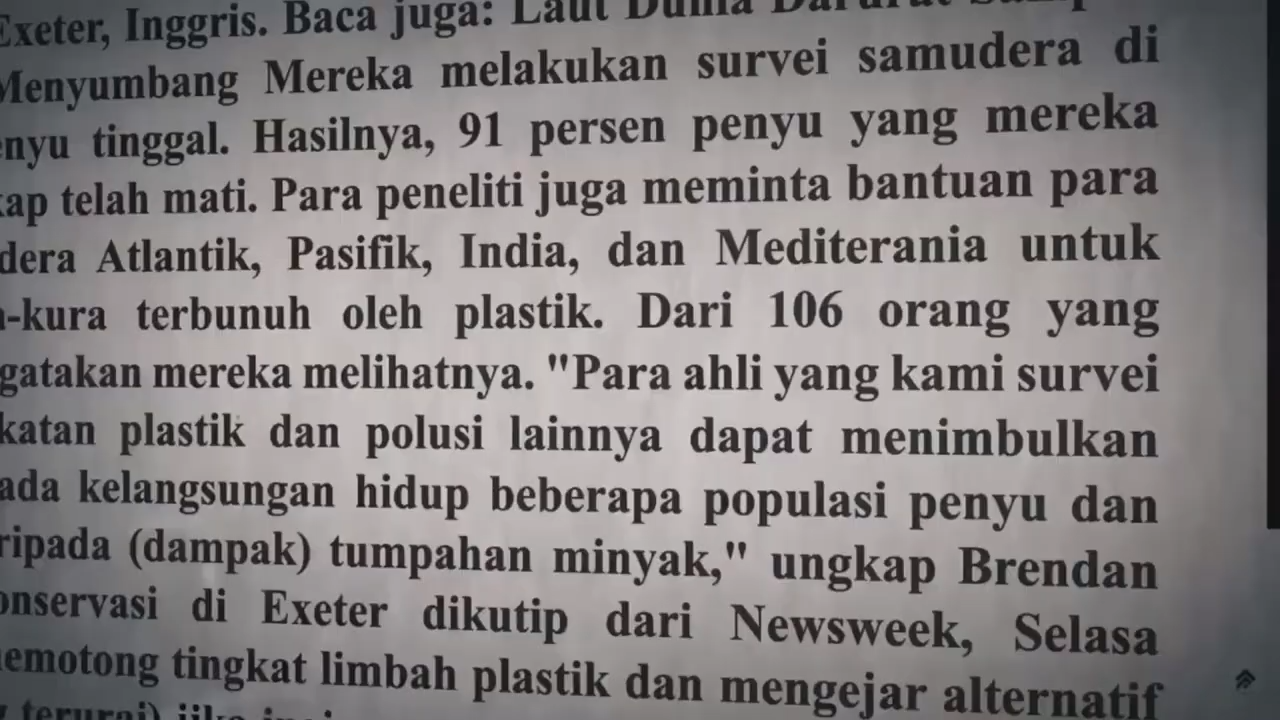 Exeter, Inggris. Baca juga: Laut Dunia Darurat
Menyumbang Mereka melakukan survei samudera di
enyu tinggal. Hasilnya, 91 persen penyu yang mereka
kap telah mati. Para peneliti juga meminta bantuan para
dera Atlantik, Pasifik, India, dan Mediterania untuk
-kura terbunuh oleh plastik. Dari 106 orang yang
gatakan mereka melihatnya. "Para ahli yang kami survei
katan plastik dan polusi lainnya dapat menimbulkan
ada kelangsungan hidup beberapa populasi penyu dan
ripada (dampak) tumpahan minyak," ungkap Brendan
onservasi di Exeter dikutip dari Newsweek, Selasa
emotong tingkat limbah plastik dan mengejar alternatif
terurai) jika